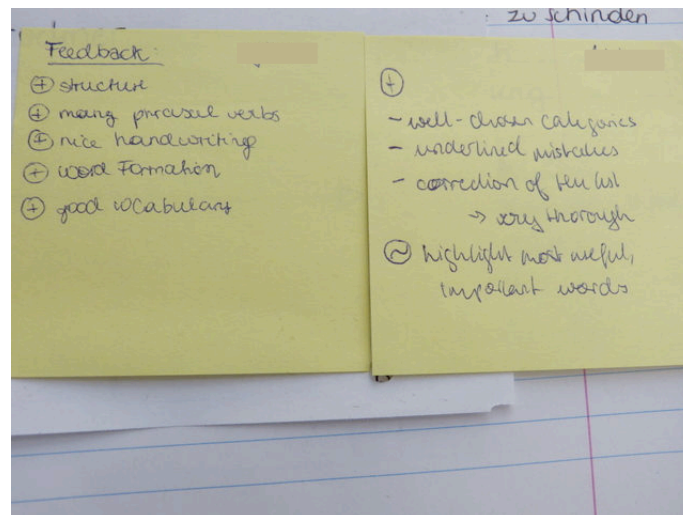 zu schinden
Feedback:
⊕ structure
⊕ many phrasal verbs
⊕ nice handwriting
⊕ word Formation
⊕ good vocabulary
⊕
- well-chosen categories
- underlined mistakes
- correction of the list
→ very thorough
~ highlight most useful,
important words